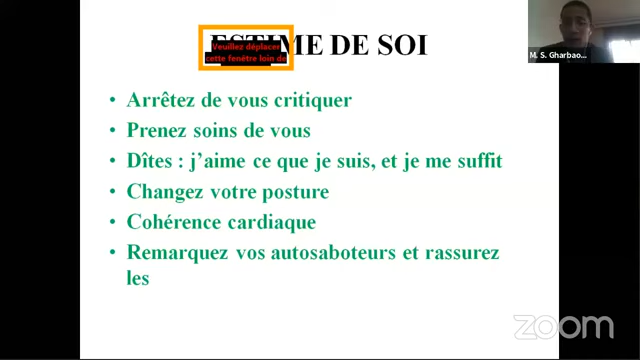 ESTIME DE SOI
Veuillez déplacer
cette fenêtre loin de
M. S. Gharbao...
• Arrêtez de vous critiquer
• Prenez soins de vous
• Dîtes : j’aime ce que je suis, et je me suffit
• Changez votre posture
• Cohérence cardiaque
• Remarquez vos autosaboteurs et rassurez
les
zoom